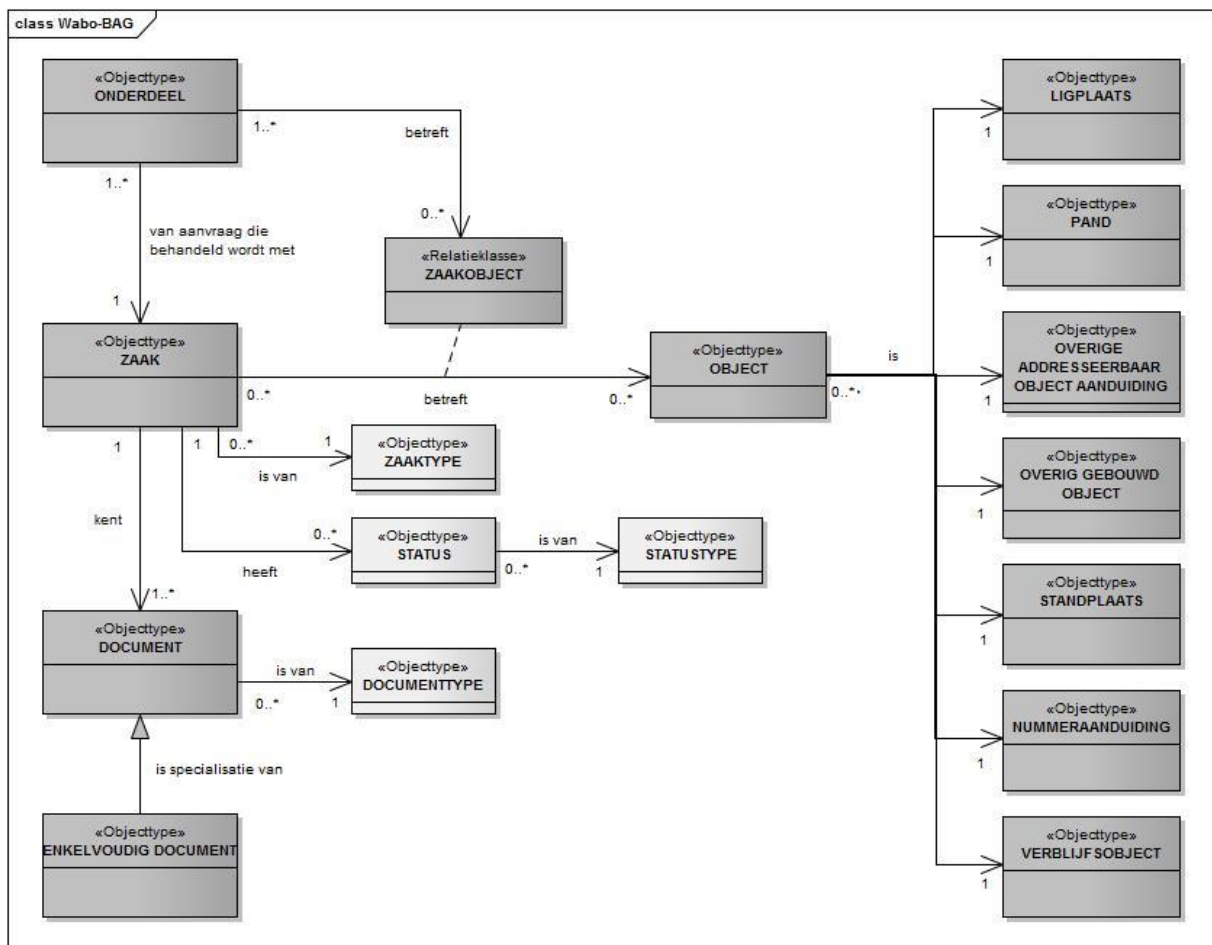 class Wabo-BAG
«Objecttype»
ONDERDEEL
1..*
betreft
0..*
1..*
van aanvraag die
behandeld wordt met
1
«Relatieklasse»
ZAAKOBJECT
«Objecttype»
ZAAK
0..*
betreft
0..*
«Objecttype»
OBJECT
0..*
is
1
0..*
1
is van
«Objecttype»
ZAAKTYPE
1
kent
1..*
heeft
0..*
«Objecttype»
STATUS
is van
0..*
1
«Objecttype»
STATUSTYPE
«Objecttype»
DOCUMENT
is van
0..*
1
«Objecttype»
DOCUMENTTYPE
is specialisatie van
«Objecttype»
ENKELVOUDIG DOCUMENT
«Objecttype»
LIGPLAATS
1
«Objecttype»
PAND
1
«Objecttype»
OVERIGE
ADDRESSEERBAAR
OBJECT AANDUIDING
1
«Objecttype»
OVERIG GEBOUWD
OBJECT
1
«Objecttype»
STANDPLAATS
1
«Objecttype»
NUMMERAANDUIDING
1
«Objecttype»
VERBLIJFSOBJECT
1